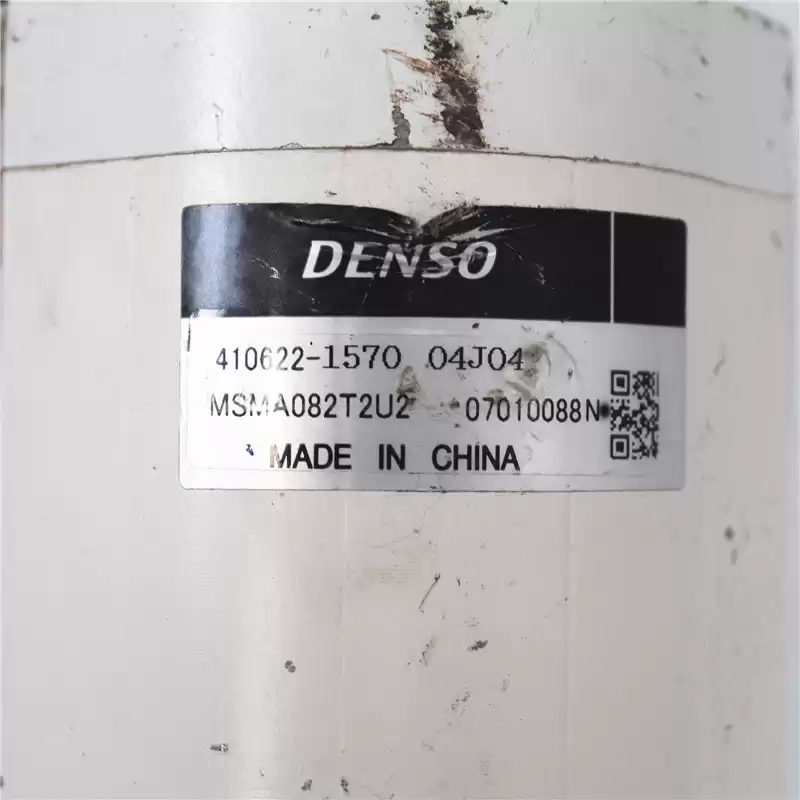 DENSO
410622-1570 04J04
MSMA082T2U2 07010088N
MADE IN CHINA